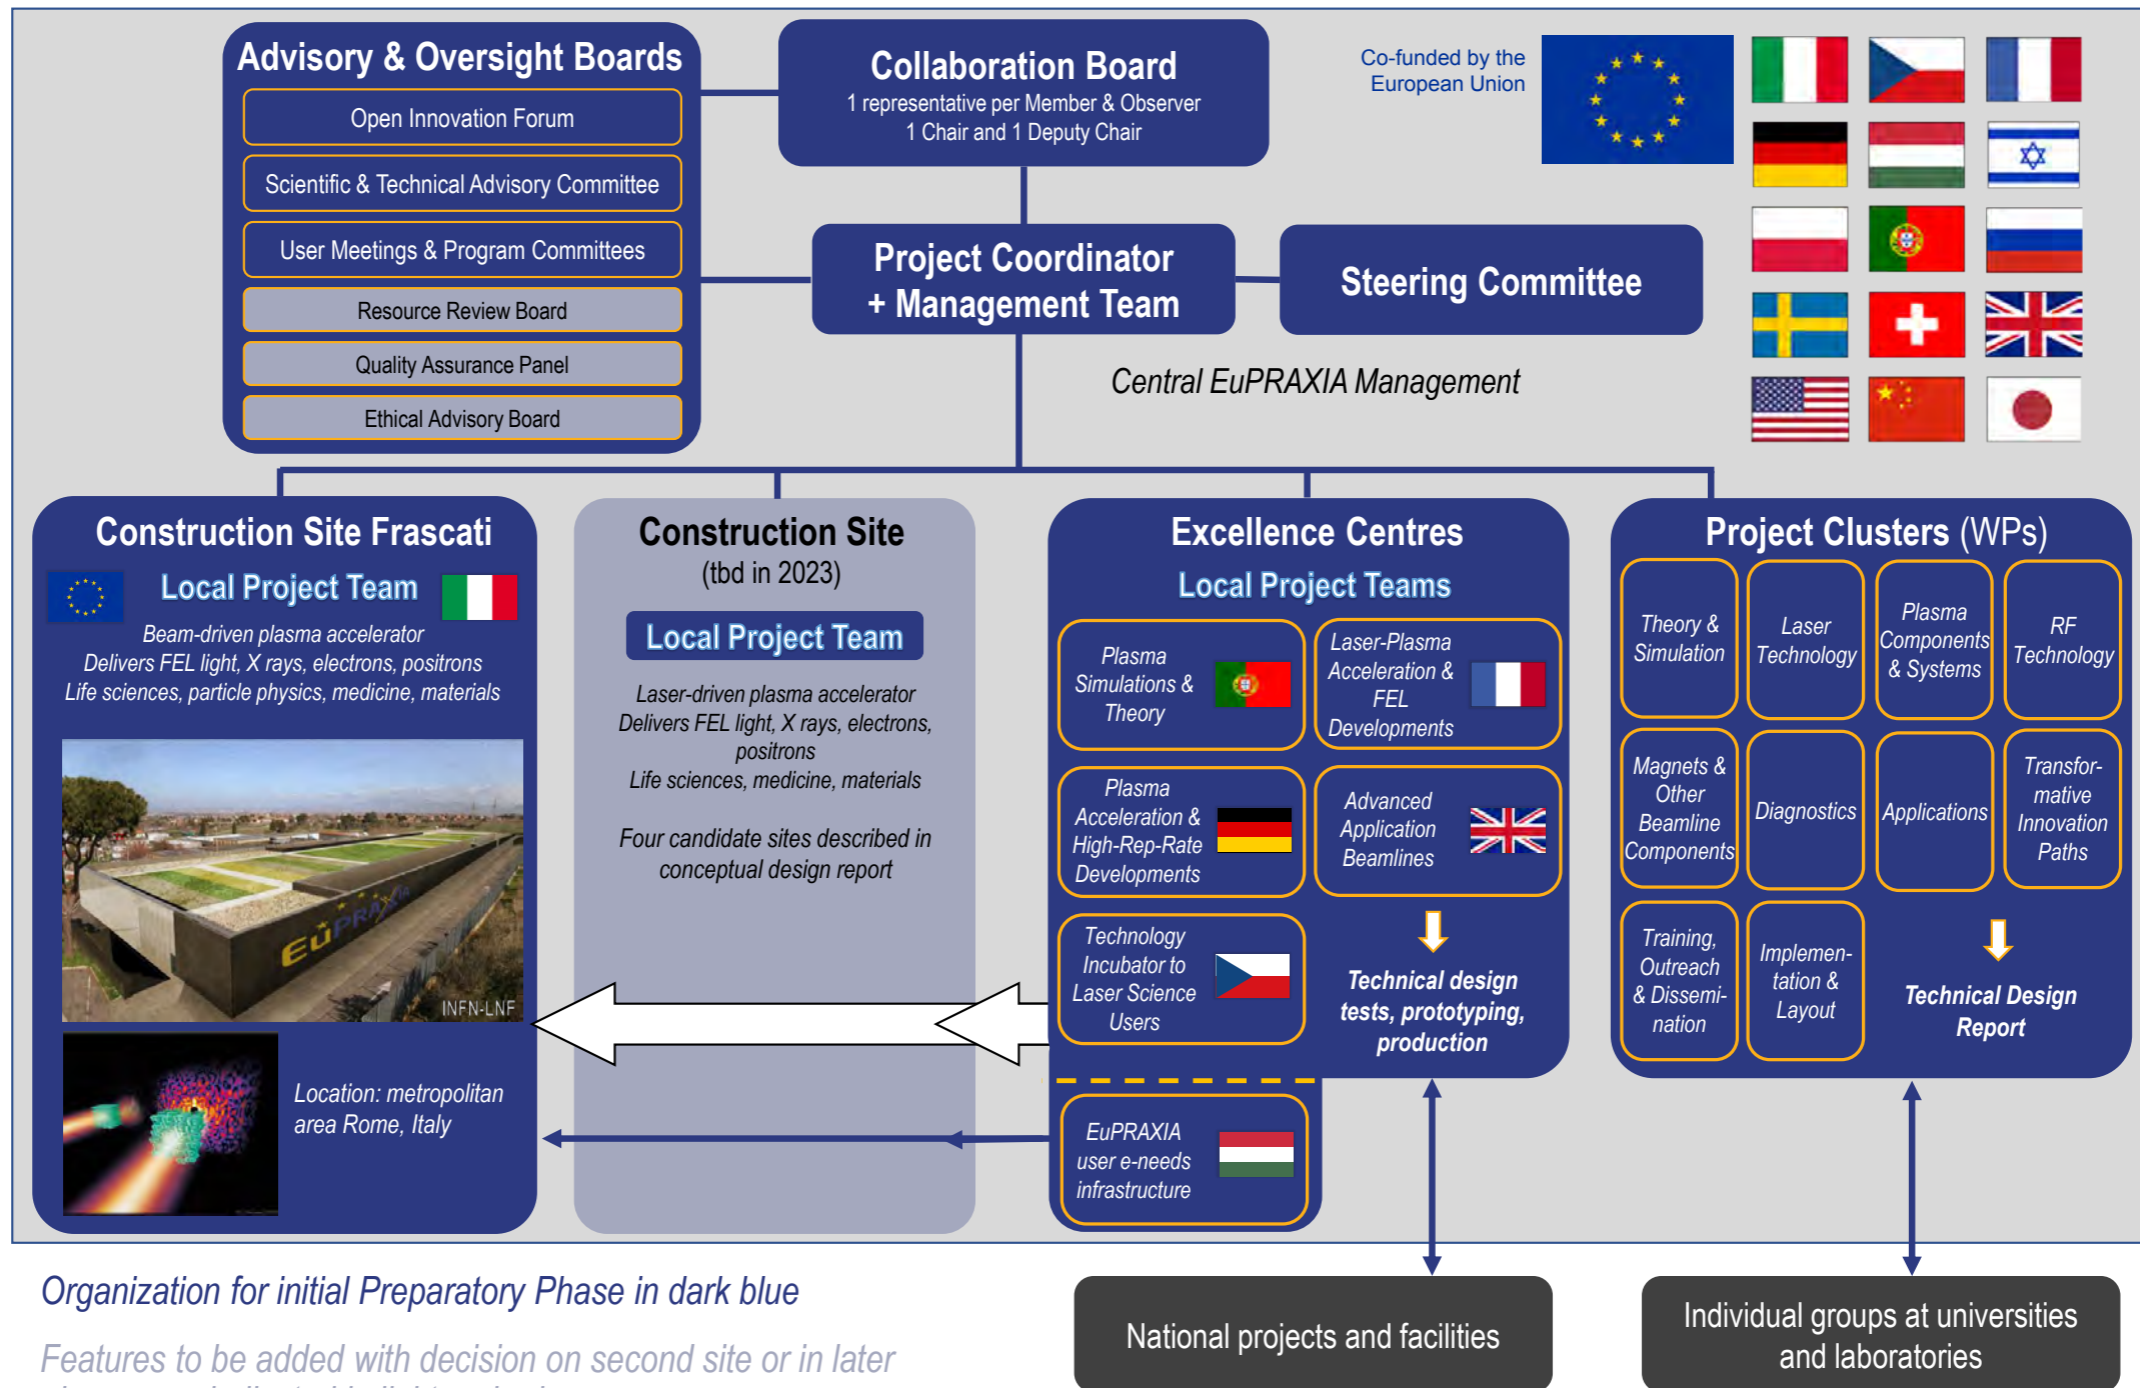 Advisory & Oversight Boards
Open Innovation Forum
Scientific & Technical Advisory Committee
User Meetings & Program Committees
Resource Review Board
Quality Assurance Panel
Ethical Advisory Board
Collaboration Board
1 representative per Member & Observer
1 Chair and 1 Deputy Chair
Co-funded by the
European Union
Project Coordinator
+ Management Team
Steering Committee
Central EuPRAXIA Management
Construction Site Frascati
Local Project Team
Beam-driven plasma accelerator
Delivers FEL light, X rays, electrons, positrons
Life sciences, particle physics, medicine, materials
EuPRAXIA
INFN-LNF
Location: metropolitan
area Rome, Italy
Construction Site
(tbd in 2023)
Local Project Team
Laser-driven plasma accelerator
Delivers FEL light, X rays, electrons,
positrons
Life sciences, medicine, materials
Four candidate sites described in
conceptual design report
Excellence Centres
Local Project Teams
Plasma
Simulations &
Theory
Laser-Plasma
Acceleration &
FEL
Developments
Plasma
Acceleration &
High-Rep-Rate
Developments
Advanced
Application
Beamlines
Technology
Incubator to
Laser Science
Users
Technical design
tests, prototyping,
production
EuPRAXIA
user e-needs
infrastructure
Project Clusters (WPs)
Theory &
Simulation
Laser
Technology
Plasma
Components
& Systems
RF
Technology
Magnets &
Other
Beamline
Components
Diagnostics
Applications
Transfor-
mative
Innovation
Paths
Training,
Outreach
& Dissemi-
nation
Implemen-
tation &
Layout
Technical Design
Report
Organization for initial Preparatory Phase in dark blue
Features to be added with decision on second site or in later
National projects and facilities
Individual groups at universities
and laboratories